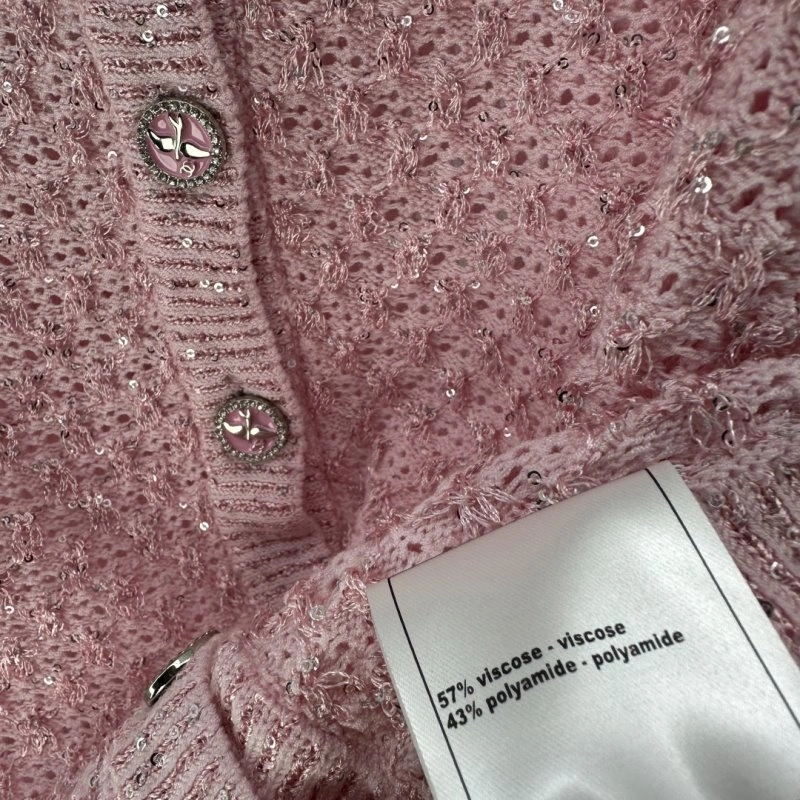 57% viscose - viscose
43% polyamide - polyamide